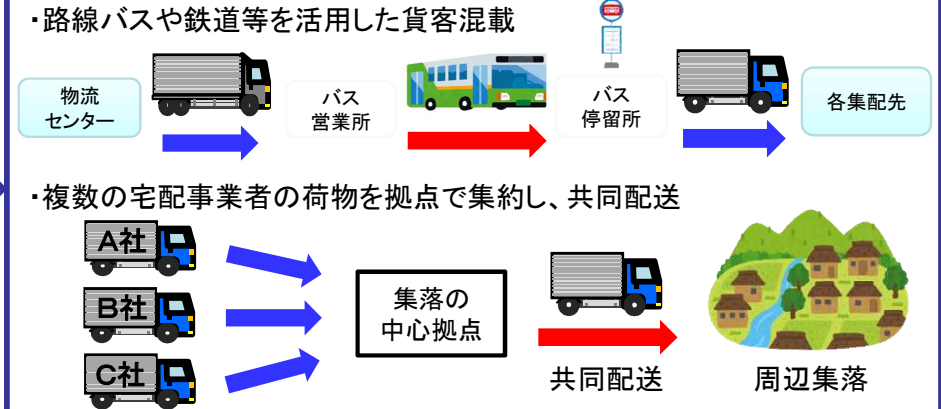 ・路線バスや鉄道等を活用した貨客混載
物流
センター
バス
営業所
バス
停留所
各集配先
・複数の宅配事業者の荷物を拠点で集約し、共同配送
A社
B社
C社
集落の
中心拠点
共同配送
周辺集落